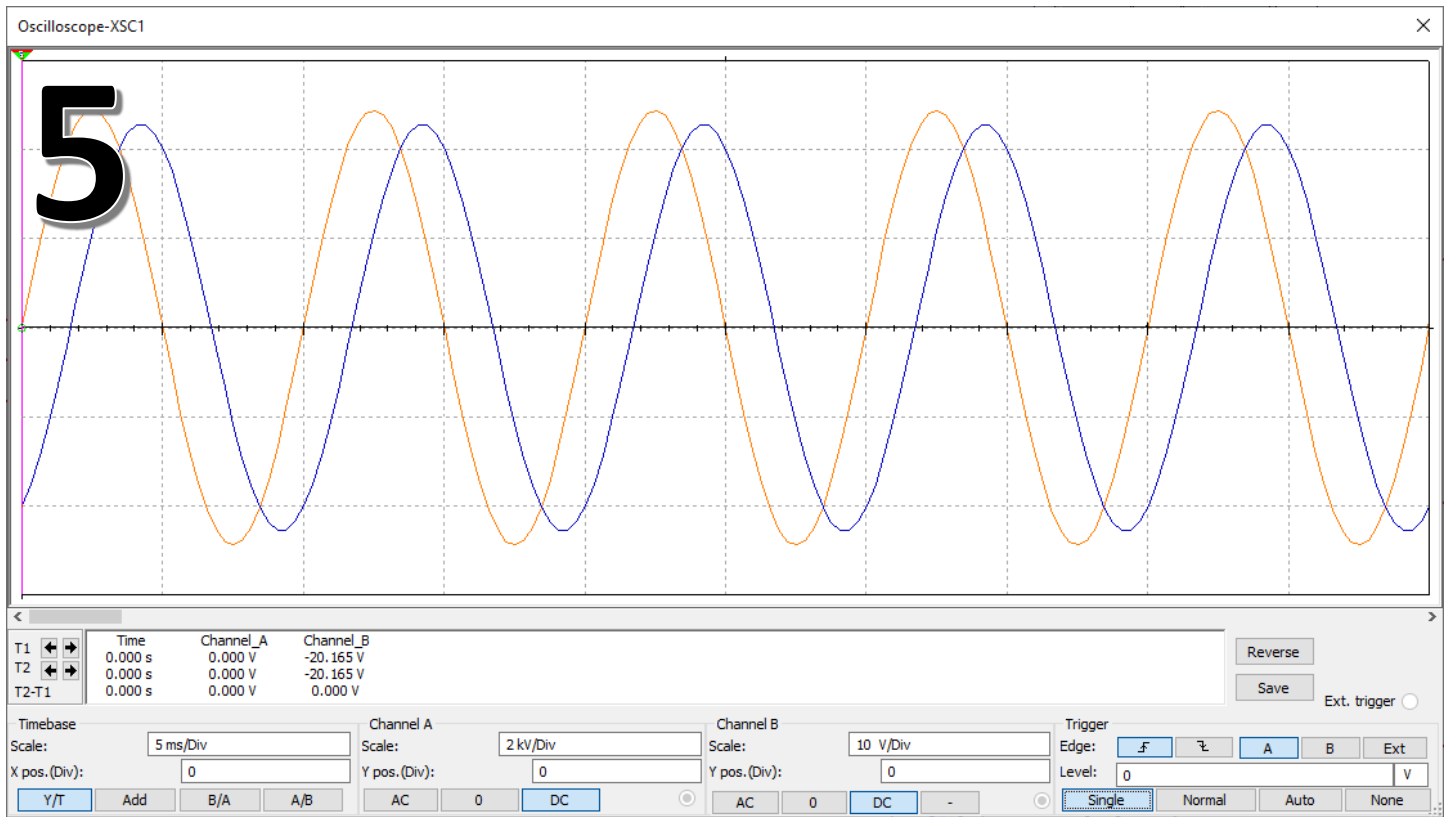 Oscilloscope-XSC1
5
T1
T2
T2-T1
Time Channel_A Channel_B
0.000 s 0.000 V -20.165 V
0.000 s 0.000 V -20.165 V
0.000 s 0.000 V 0.000 V
Reverse
Save
Ext. trigger
Timebase
Scale: 5 ms/Div
X pos.(Div): 0
Y/T Add B/A A/B
Channel A
Scale: 2 kV/Div
Y pos.(Div): 0
AC 0 DC
Channel B
Scale: 10 V/Div
Y pos.(Div): 0
AC 0 DC -
Trigger
Edge: A B Ext
Level: 0 V
Single Normal Auto None